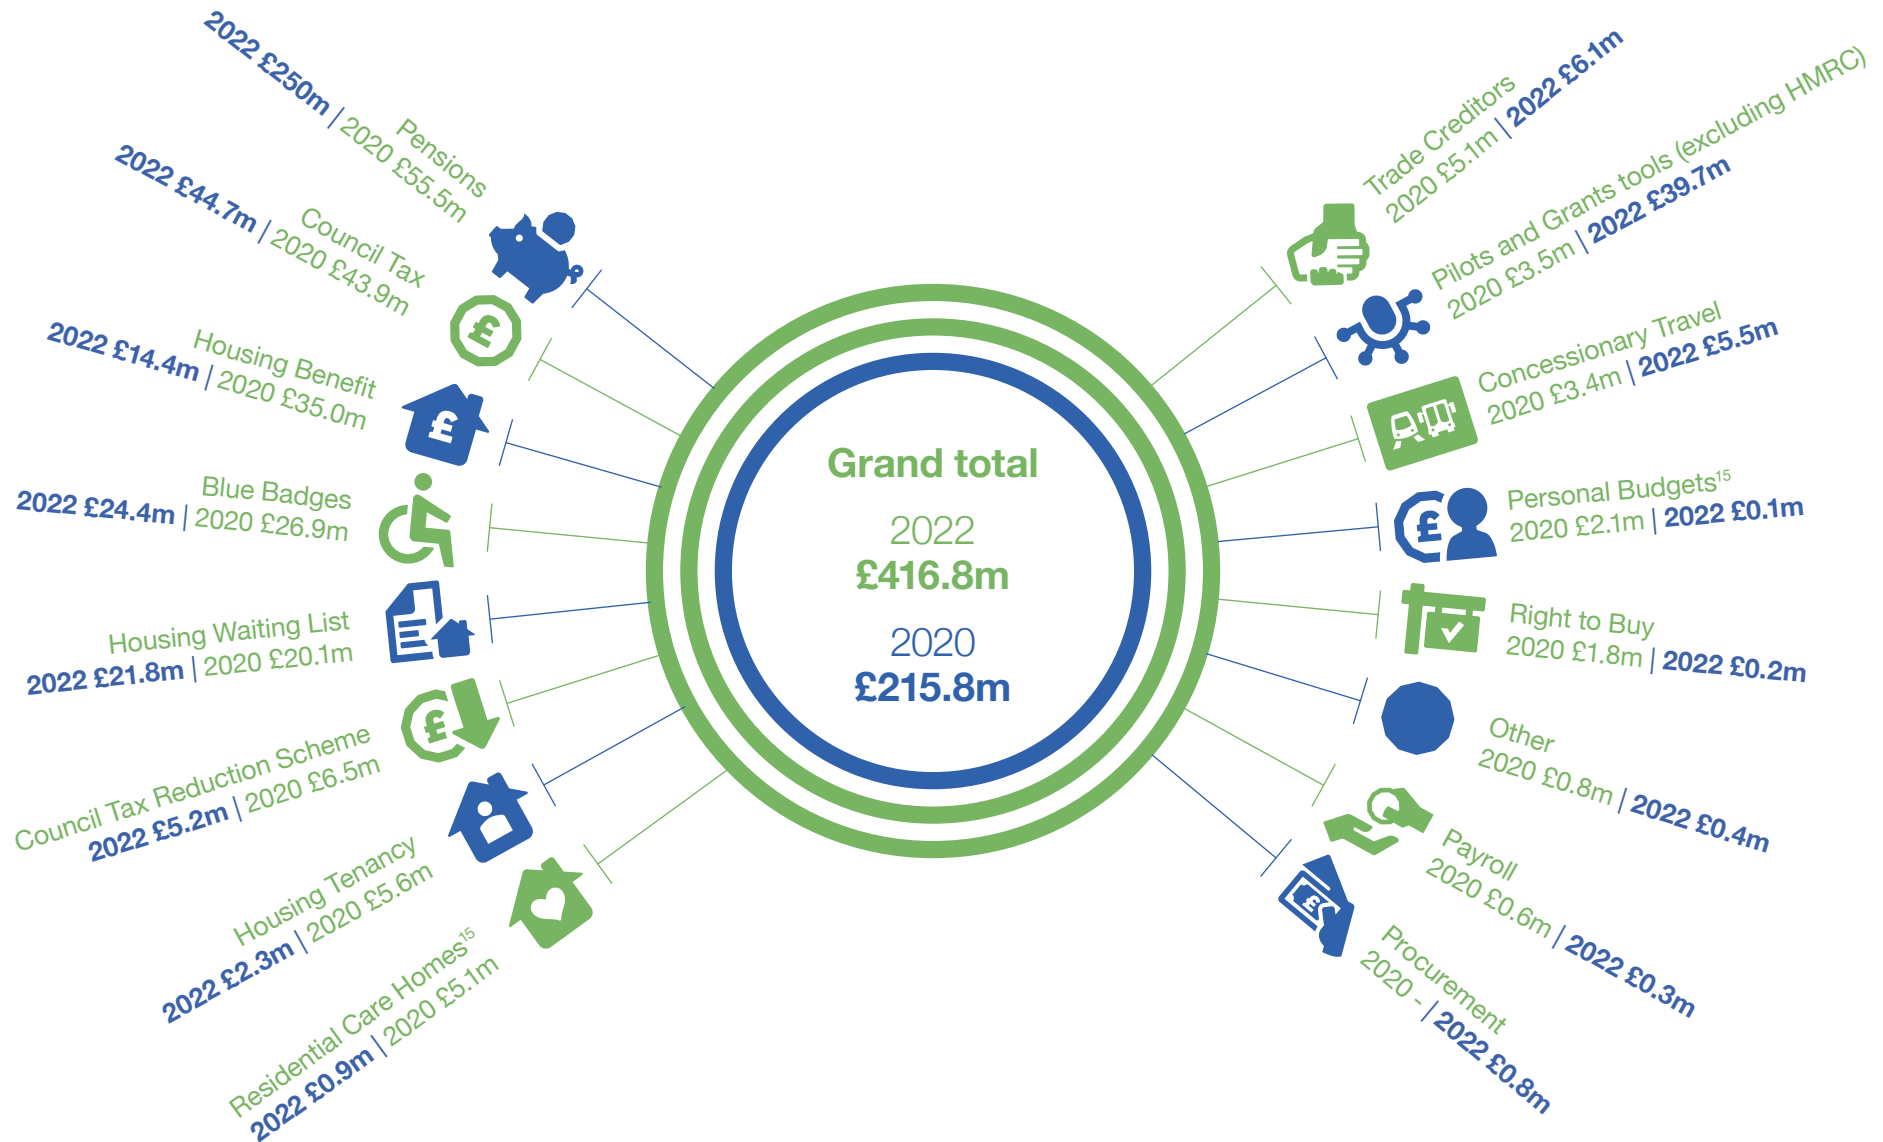 Pensions
2022 £250m | 2020 £55.5m
Council Tax
2022 £44.7m | 2020 £43.9m
Housing Benefit
2022 £14.4m | 2020 £35.0m
Blue Badges
2022 £24.4m | 2020 £26.9m
Housing Waiting List
2022 £21.8m | 2020 £20.1m
Council Tax Reduction Scheme
2022 £5.2m | 2020 £6.5m
Housing Tenancy
2022 £2.3m | 2020 £5.6m
Residential Care Homes15
2022 £0.9m | 2020 £5.1m
Grand total
2022
£416.8m
2020
£215.8m
Trade Creditors
2020 £5.1m | 2022 £6.1m
Pilots and Grants tools (excluding HMRC)
2020 £3.5m | 2022 £39.7m
Concessionary Travel
2020 £3.4m | 2022 £5.5m
Personal Budgets15
2020 £2.1m | 2022 £0.1m
Right to Buy
2020 £1.8m | 2022 £0.2m
Other
2020 £0.8m | 2022 £0.4m
Payroll
2020 £0.6m | 2022 £0.3m
Procurement
2020 - | 2022 £0.8m
£
£
£
£
£